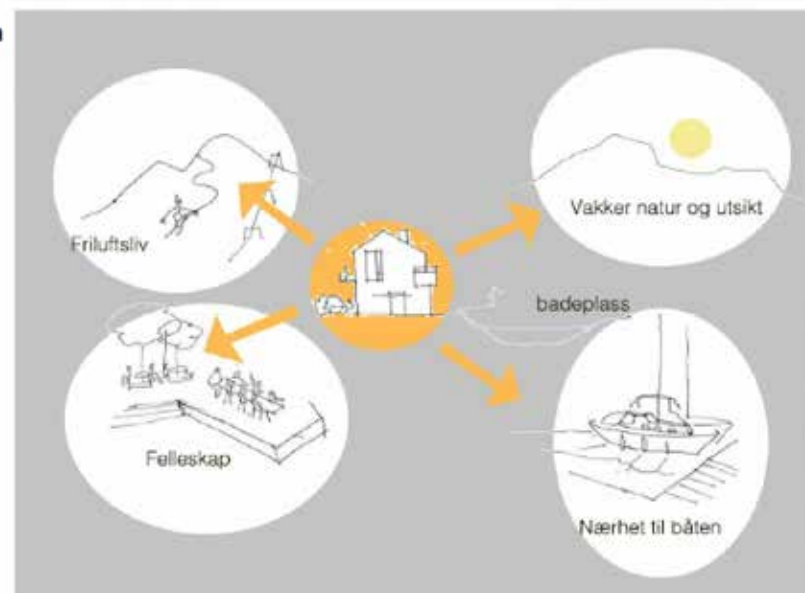 Friluftsliv
Vakker natur og utsikt
badeplass
Felleskap
Nærhet til båten